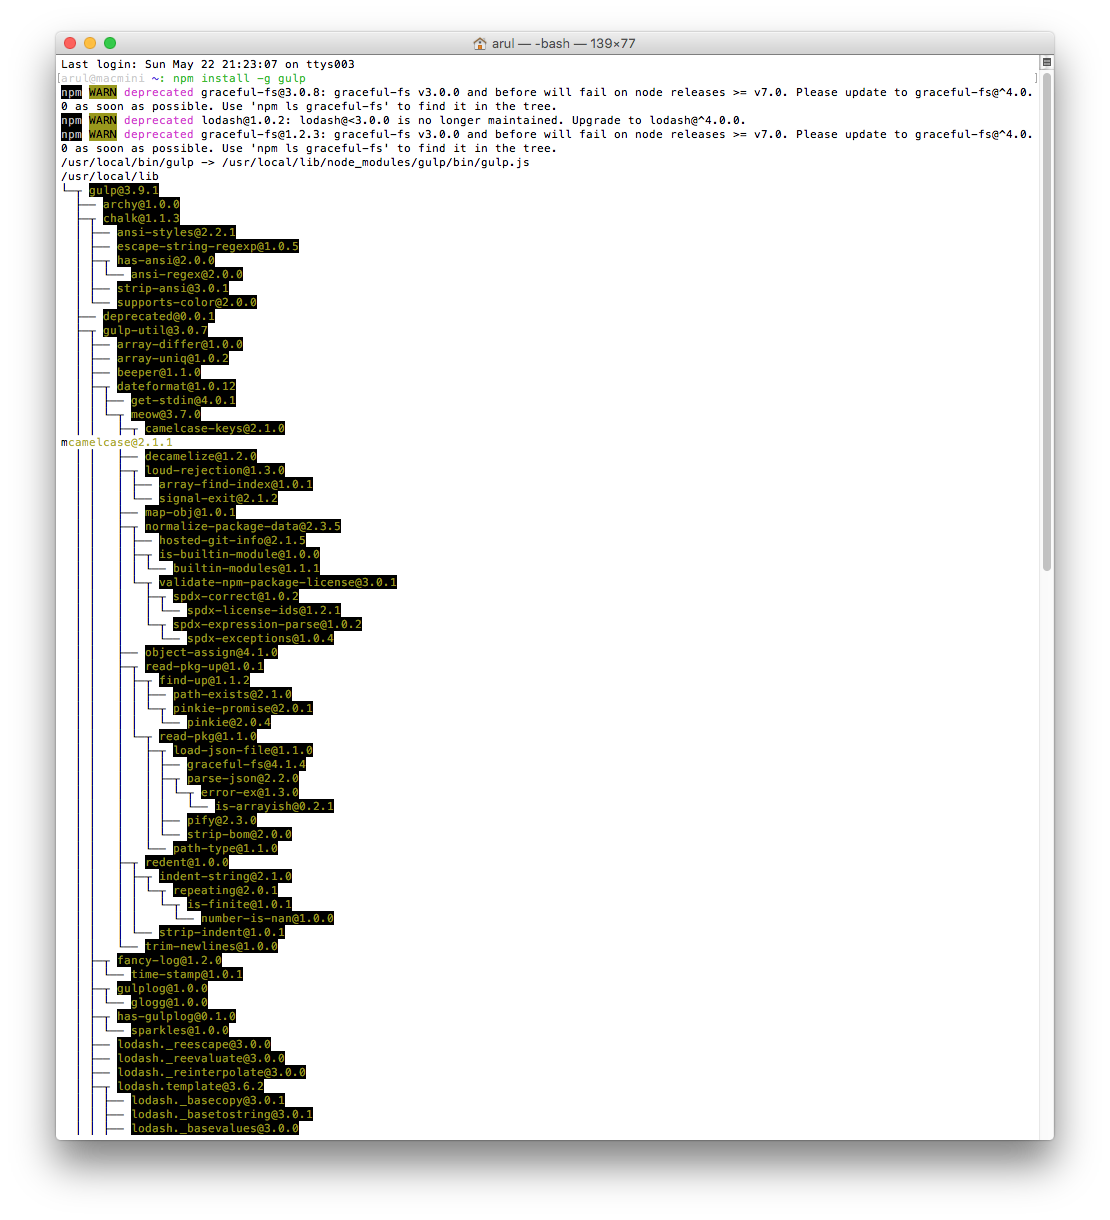 arul — -bash — 139×77
Last login: Sun May 22 21:23:07 on ttys003
[arul@macmini ~: npm install -g gulp ]
npm WARN deprecated graceful-fs@3.0.8: graceful-fs v3.0.0 and before will fail on node releases >= v7.0. Please update to graceful-fs@^4.0.
0 as soon as possible. Use 'npm ls graceful-fs' to find it in the tree.
npm WARN deprecated lodash@1.0.2: lodash@<3.0.0 is no longer maintained. Upgrade to lodash@^4.0.0.
npm WARN deprecated graceful-fs@1.2.3: graceful-fs v3.0.0 and before will fail on node releases >= v7.0. Please update to graceful-fs@^4.0.
0 as soon as possible. Use 'npm ls graceful-fs' to find it in the tree.
/usr/local/bin/gulp -> /usr/local/lib/node_modules/gulp/bin/gulp.js
/usr/local/lib
gulp@3.9.1
archy@1.0.0
chalk@1.1.3
ansi-styles@2.2.1
escape-string-regexp@1.0.5
has-ansi@2.0.0
ansi-regex@2.0.0
strip-ansi@3.0.1
supports-color@2.0.0
deprecated@0.0.1
gulp-util@3.0.7
array-differ@1.0.0
array-uniq@1.0.2
beeper@1.1.0
dateformat@1.0.12
get-stdin@4.0.1
meow@3.7.0
camelcase-keys@2.1.0
mcamelcase@2.1.1
decamelize@1.2.0
loud-rejection@1.3.0
array-find-index@1.0.1
signal-exit@2.1.2
map-obj@1.0.1
normalize-package-data@2.3.5
hosted-git-info@2.1.5
is-builtin-module@1.0.0
builtin-modules@1.1.1
validate-npm-package-license@3.0.1
spdx-correct@1.0.2
spdx-license-ids@1.2.1
spdx-expression-parse@1.0.2
spdx-exceptions@1.0.4
object-assign@4.1.0
read-pkg-up@1.0.1
find-up@1.1.2
path-exists@2.1.0
pinkie-promise@2.0.1
pinkie@2.0.4
read-pkg@1.1.0
load-json-file@1.1.0
graceful-fs@4.1.4
parse-json@2.2.0
error-ex@1.3.0
is-arrayish@0.2.1
pify@2.3.0
strip-bom@2.0.0
path-type@1.1.0
redent@1.0.0
indent-string@2.1.0
repeating@2.0.1
is-finite@1.0.1
number-is-nan@1.0.0
strip-indent@1.0.1
trim-newlines@1.0.0
fancy-log@1.2.0
time-stamp@1.0.1
gulplog@1.0.0
glogg@1.0.0
has-gulplog@0.1.0
sparkles@1.0.0
lodash._reescape@3.0.0
lodash._reevaluate@3.0.0
lodash._reinterpolate@3.0.0
lodash.template@3.6.2
lodash._basecopy@3.0.1
lodash._basetostring@3.0.1
lodash._basevalues@3.0.0